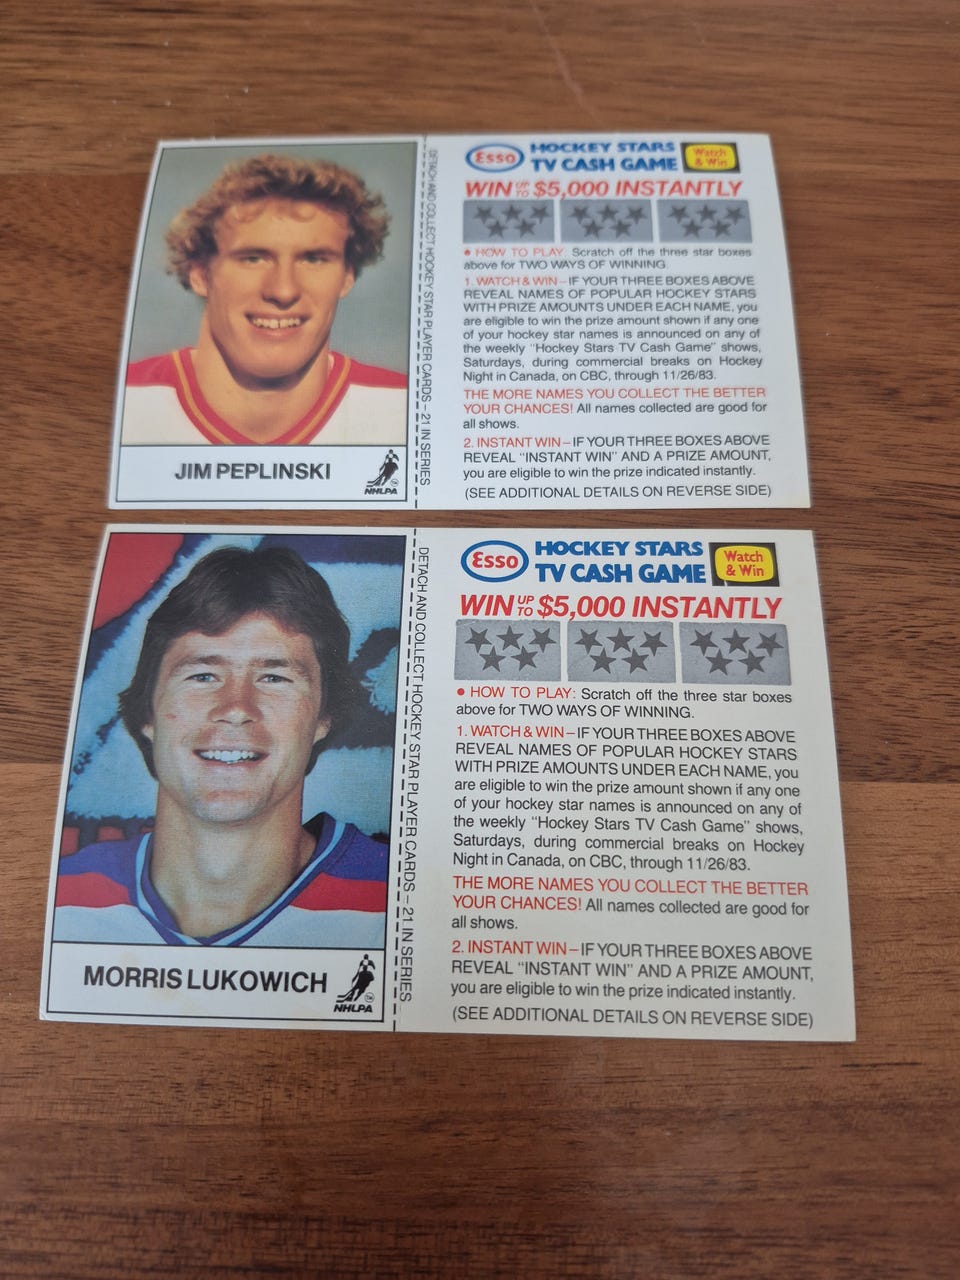 JIM PEPLINSKI
NHLPA
TM
DETACH AND COLLECT HOCKEY STAR PLAYER CARDS – 21 IN SERIES
Esso
HOCKEY STARS
TV CASH GAME
Watch
& Win
WIN UP TO $5,000 INSTANTLY
• HOW TO PLAY: Scratch off the three star boxes
above for TWO WAYS OF WINNING.
1. WATCH & WIN – IF YOUR THREE BOXES ABOVE
REVEAL NAMES OF POPULAR HOCKEY STARS
WITH PRIZE AMOUNTS UNDER EACH NAME, you
are eligible to win the prize amount shown if any one
of your hockey star names is announced on any of
the weekly "Hockey Stars TV Cash Game" shows,
Saturdays, during commercial breaks on Hockey
Night in Canada, on CBC, through 11/26/83.
THE MORE NAMES YOU COLLECT THE BETTER
YOUR CHANCES! All names collected are good for
all shows.
2. INSTANT WIN – IF YOUR THREE BOXES ABOVE
REVEAL "INSTANT WIN" AND A PRIZE AMOUNT,
you are eligible to win the prize indicated instantly.
(SEE ADDITIONAL DETAILS ON REVERSE SIDE)
MORRIS LUKOWICH
NHLPA
TM
DETACH AND COLLECT HOCKEY STAR PLAYER CARDS – 21 IN SERIES
Esso
HOCKEY STARS
TV CASH GAME
Watch
& Win
WIN UP TO $5,000 INSTANTLY
• HOW TO PLAY: Scratch off the three star boxes
above for TWO WAYS OF WINNING.
1. WATCH & WIN – IF YOUR THREE BOXES ABOVE
REVEAL NAMES OF POPULAR HOCKEY STARS
WITH PRIZE AMOUNTS UNDER EACH NAME, you
are eligible to win the prize amount shown if any one
of your hockey star names is announced on any of
the weekly "Hockey Stars TV Cash Game" shows,
Saturdays, during commercial breaks on Hockey
Night in Canada, on CBC, through 11/26/83.
THE MORE NAMES YOU COLLECT THE BETTER
YOUR CHANCES! All names collected are good for
all shows.
2. INSTANT WIN – IF YOUR THREE BOXES ABOVE
REVEAL "INSTANT WIN" AND A PRIZE AMOUNT,
you are eligible to win the prize indicated instantly.
(SEE ADDITIONAL DETAILS ON REVERSE SIDE)